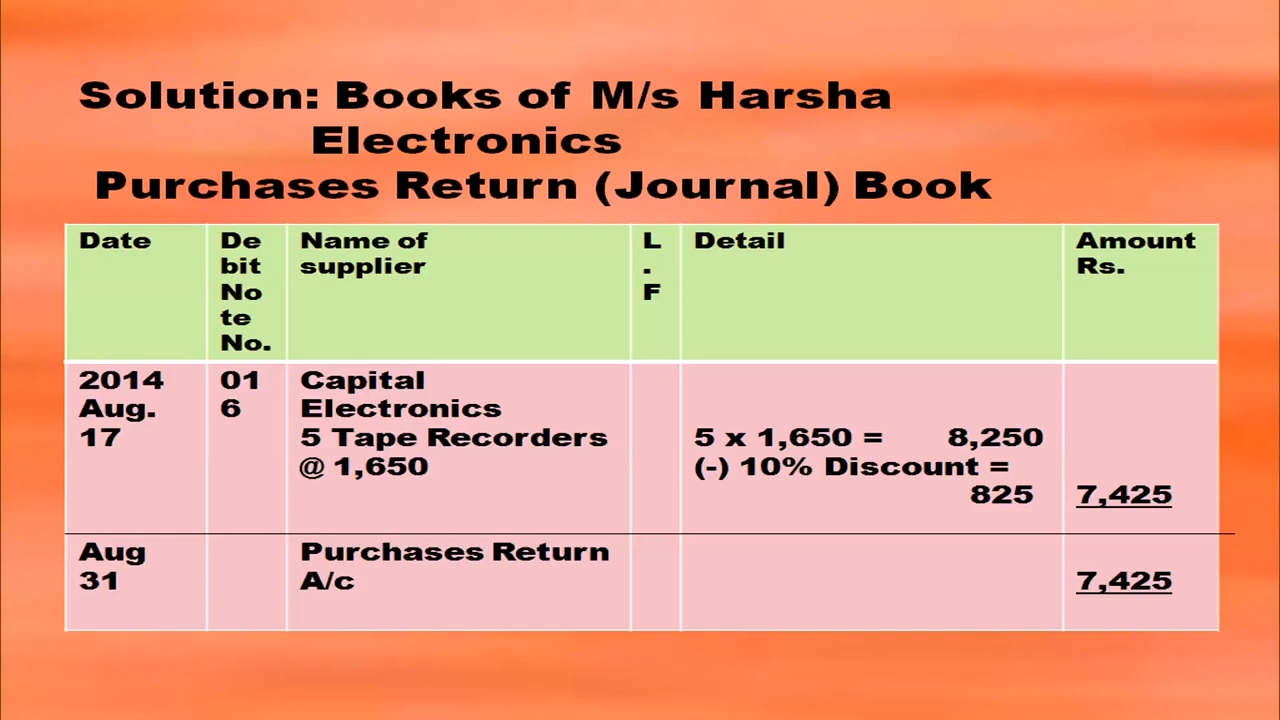 Solution: Books of M/s Harsha
Electronics
Purchases Return (Journal) Book
Date
De
bit
No
te
No.
Name of
supplier
L
.
F
Detail
Amount
Rs.
2014
Aug.
17
01
6
Capital
Electronics
5 Tape Recorders
@ 1,650
5 x 1,650 = 8,250
(-) 10% Discount =
825
7,425
Aug
31
Purchases Return
A/c
7,425